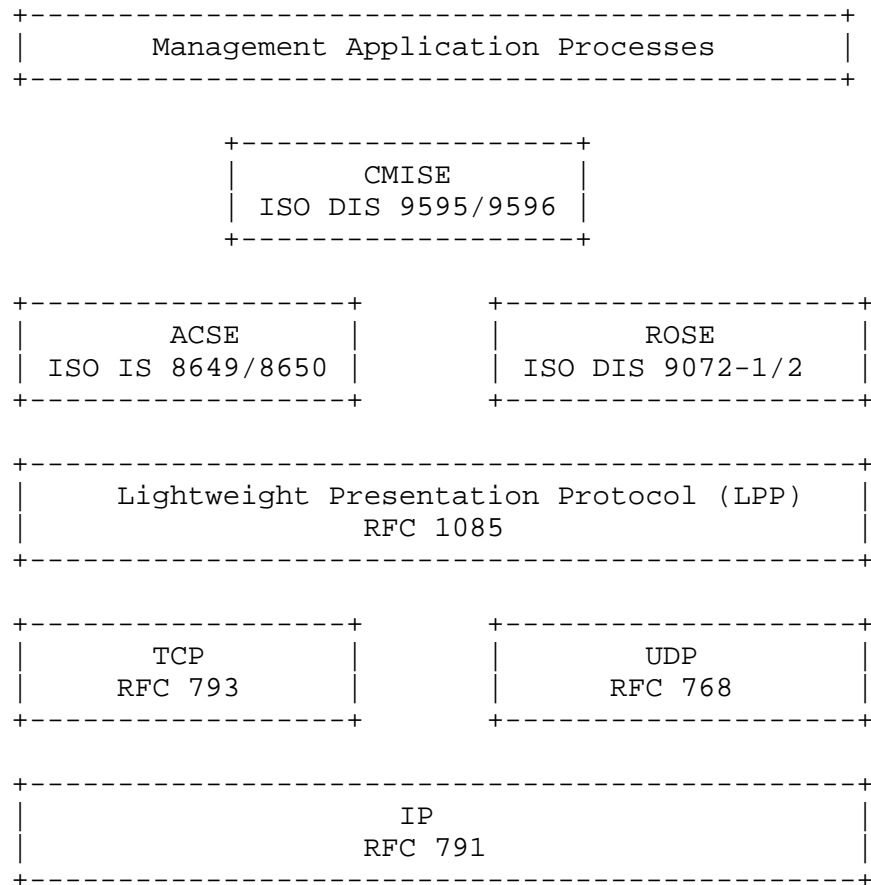 Management Application Processes
CMISE
ISO DIS 9595/9596
ACSE
ISO IS 8649/8650
ROSE
ISO DIS 9072-1/2
Lightweight Presentation Protocol (LPP)
RFC 1085
TCP
RFC 793
UDP
RFC 768
IP
RFC 791